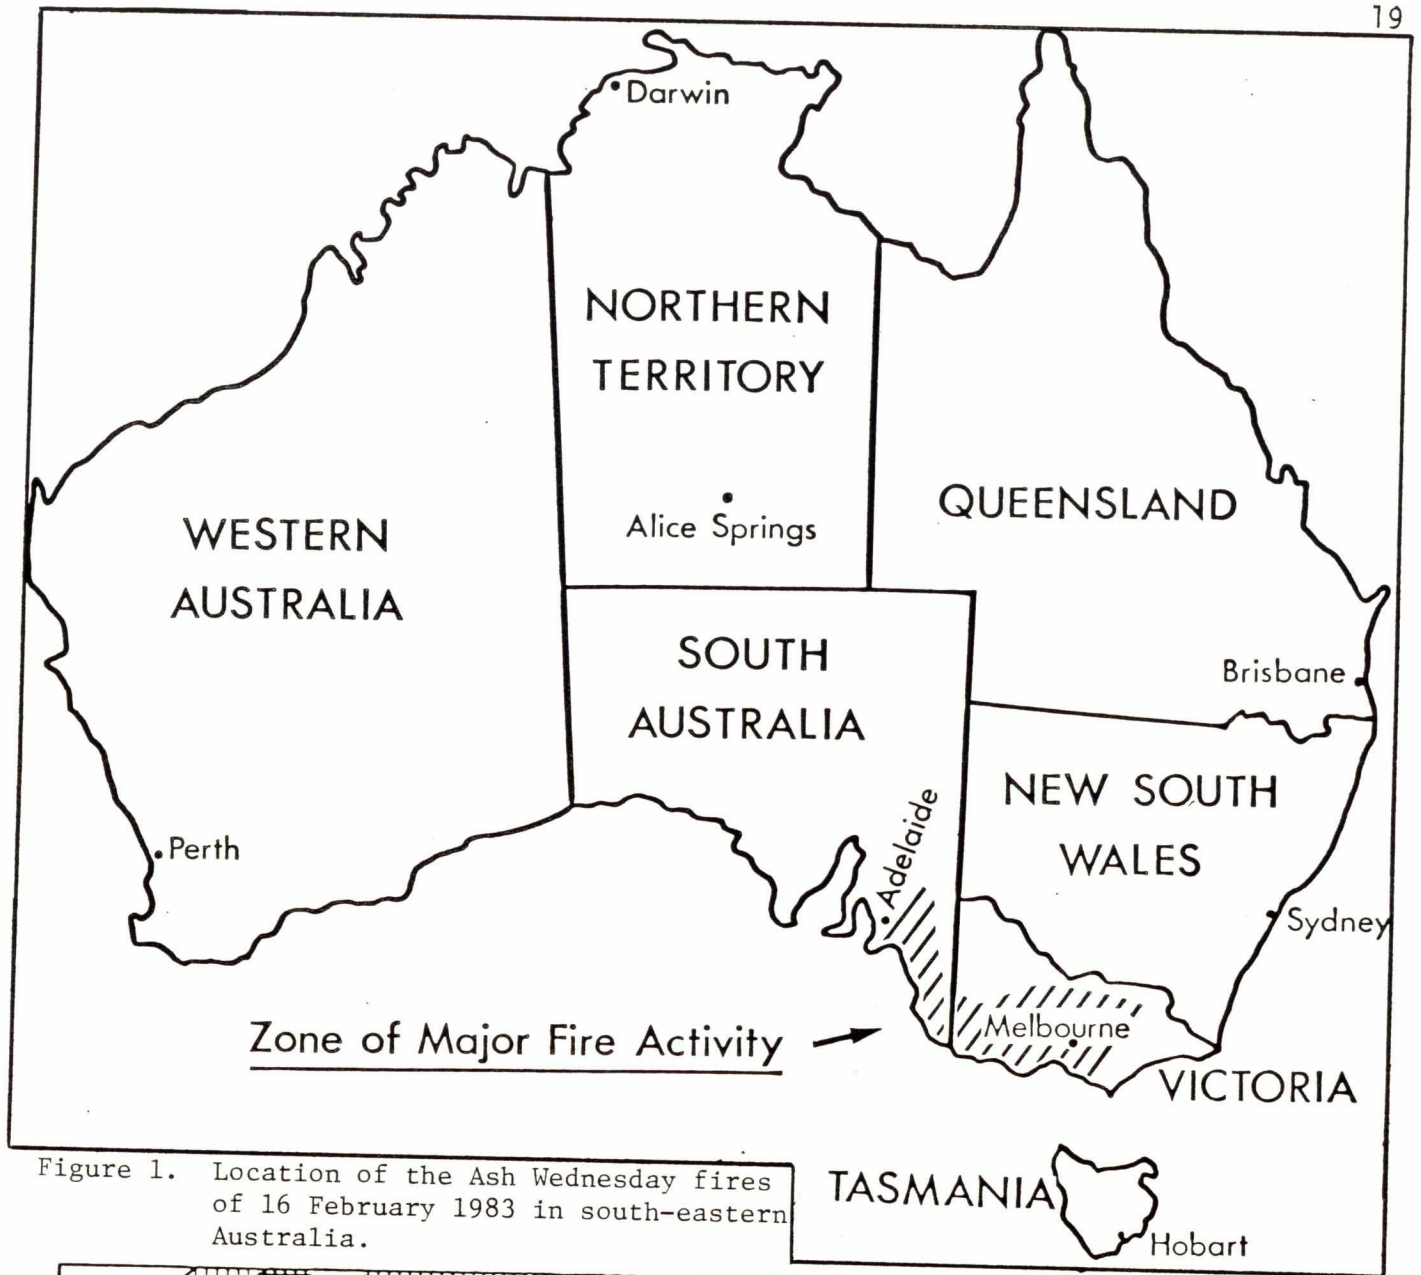 19
Darwin
NORTHERN
TERRITORY
Alice Springs
QUEENSLAND
WESTERN
AUSTRALIA
SOUTH
AUSTRALIA
Brisbane
NEW SOUTH
WALES
Adelaide
Perth
Sydney
Zone of Major Fire Activity
Melbourne
VICTORIA
Figure 1. Location of the Ash Wednesday fires
of 16 February 1983 in south-eastern
Australia.
TASMANIA
Hobart